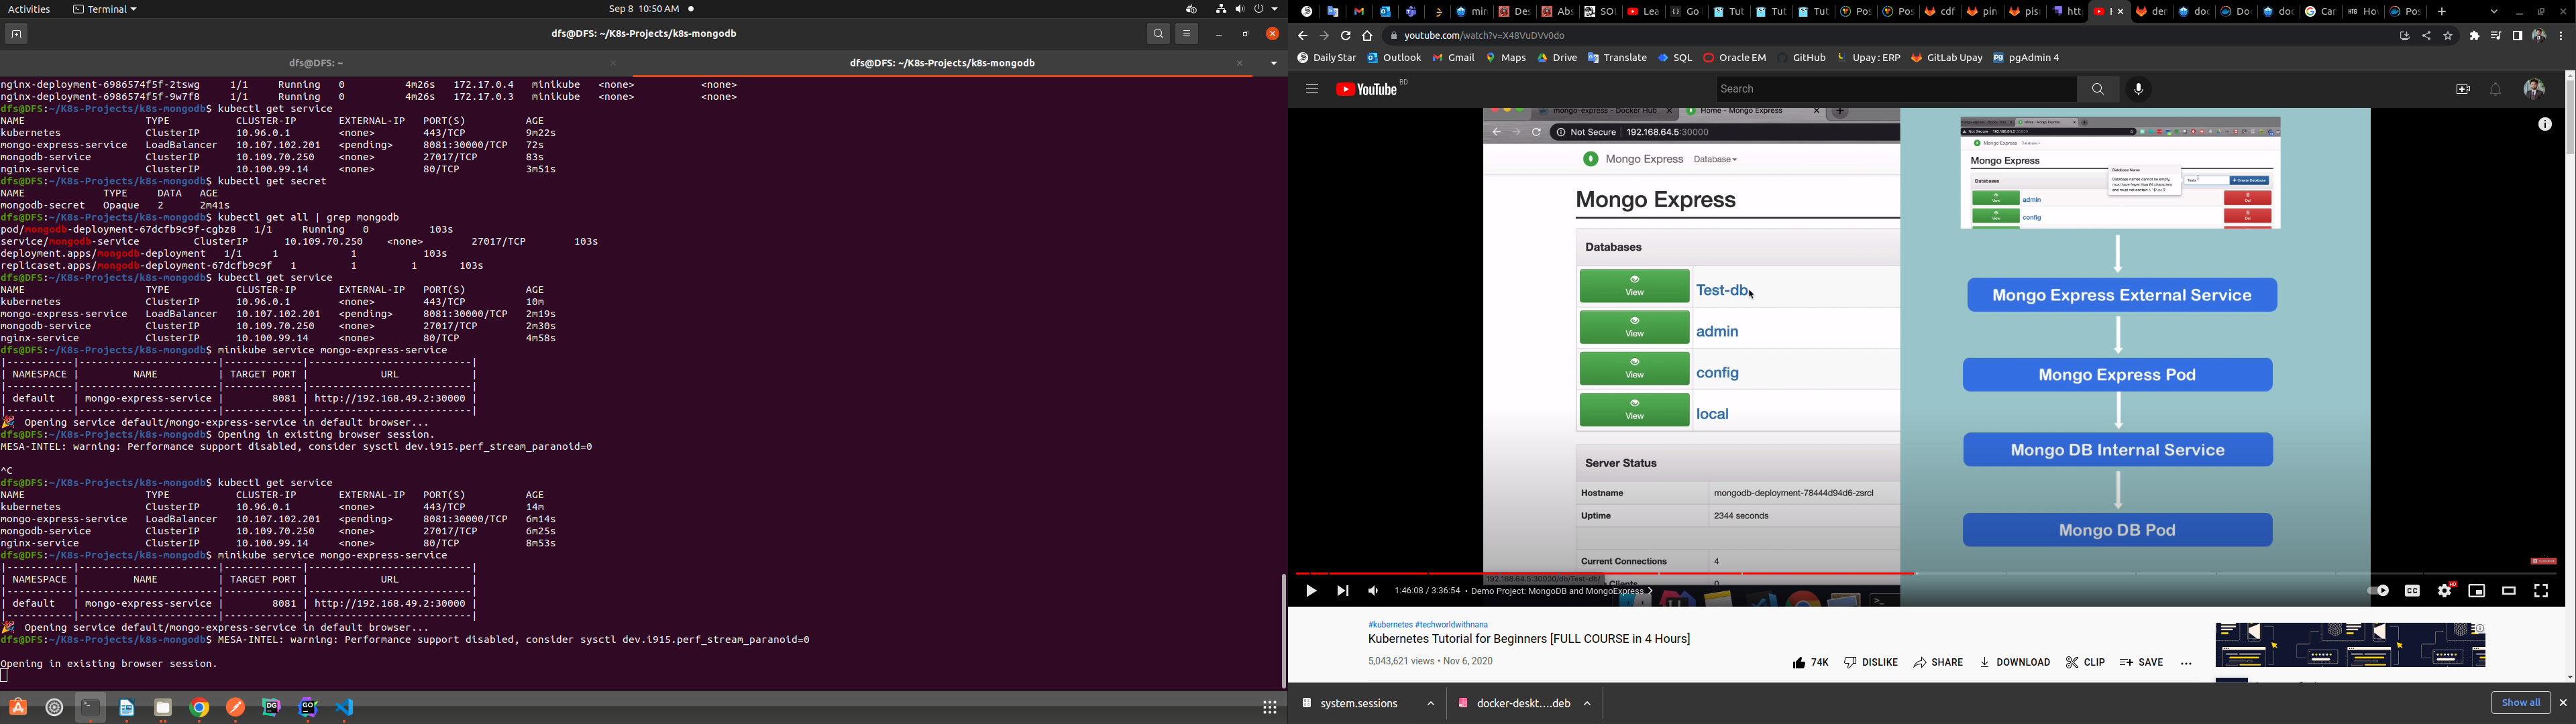 Activities
Terminal
Sep 8 10:50 AM
dfs@DFS: ~/K8s-Projects/k8s-mongodb
dfs@DFS: ~
dfs@DFS: ~/K8s-Projects/k8s-mongodb
nginx-deployment-6986574f5f-2tswg 1/1 Running 0 4m26s 172.17.0.4 minikube <none> <none>
nginx-deployment-6986574f5f-9w7f8 1/1 Running 0 4m26s 172.17.0.3 minikube <none> <none>
dfs@DFS:~/K8s-Projects/k8s-mongodb$ kubectl get service
NAME TYPE CLUSTER-IP EXTERNAL-IP PORT(S) AGE
kubernetes ClusterIP 10.96.0.1 <none> 443/TCP 9m22s
mongo-express-service LoadBalancer 10.107.102.201 <pending> 8081:30000/TCP 72s
mongodb-service ClusterIP 10.109.70.250 <none> 27017/TCP 83s
nginx-service ClusterIP 10.100.99.14 <none> 80/TCP 3m51s
dfs@DFS:~/K8s-Projects/k8s-mongodb$ kubectl get secret
NAME TYPE DATA AGE
mongodb-secret Opaque 2 2m41s
dfs@DFS:~/K8s-Projects/k8s-mongodb$ kubectl get all | grep mongodb
pod/mongodb-deployment-67dcfb9c9f-cgbz8 1/1 Running 0 103s
service/mongodb-service ClusterIP 10.109.70.250 <none> 27017/TCP 103s
deployment.apps/mongodb-deployment 1/1 1 1 103s
replicaset.apps/mongodb-deployment-67dcfb9c9f 1 1 1 103s
dfs@DFS:~/K8s-Projects/k8s-mongodb$ kubectl get service
NAME TYPE CLUSTER-IP EXTERNAL-IP PORT(S) AGE
kubernetes ClusterIP 10.96.0.1 <none> 443/TCP 10m
mongo-express-service LoadBalancer 10.107.102.201 <pending> 8081:30000/TCP 2m19s
mongodb-service ClusterIP 10.109.70.250 <none> 27017/TCP 2m30s
nginx-service ClusterIP 10.100.99.14 <none> 80/TCP 4m58s
dfs@DFS:~/K8s-Projects/k8s-mongodb$ minikube service mongo-express-service
|-----------|-----------------------|-------------|---------------------------|
| NAMESPACE | NAME | TARGET PORT | URL |
|-----------|-----------------------|-------------|---------------------------|
| default | mongo-express-service | 8081 | http://192.168.49.2:30000 |
|-----------|-----------------------|-------------|---------------------------|
🎉 Opening service default/mongo-express-service in default browser...
dfs@DFS:~/K8s-Projects/k8s-mongodb$ Opening in existing browser session.
MESA-INTEL: warning: Performance support disabled, consider sysctl dev.i915.perf_stream_paranoid=0
^C
dfs@DFS:~/K8s-Projects/k8s-mongodb$ kubectl get service
NAME TYPE CLUSTER-IP EXTERNAL-IP PORT(S) AGE
kubernetes ClusterIP 10.96.0.1 <none> 443/TCP 14m
mongo-express-service LoadBalancer 10.107.102.201 <pending> 8081:30000/TCP 6m14s
mongodb-service ClusterIP 10.109.70.250 <none> 27017/TCP 6m25s
nginx-service ClusterIP 10.100.99.14 <none> 80/TCP 8m53s
dfs@DFS:~/K8s-Projects/k8s-mongodb$ minikube service mongo-express-service
|-----------|-----------------------|-------------|---------------------------|
| NAMESPACE | NAME | TARGET PORT | URL |
|-----------|-----------------------|-------------|---------------------------|
| default | mongo-express-service | 8081 | http://192.168.49.2:30000 |
|-----------|-----------------------|-------------|---------------------------|
🎉 Opening service default/mongo-express-service in default browser...
dfs@DFS:~/K8s-Projects/k8s-mongodb$ MESA-INTEL: warning: Performance support disabled, consider sysctl dev.i915.perf_stream_paranoid=0
Opening in existing browser session.
youtube.com/watch?v=X48VuDVv0do
Daily Star Outlook Gmail Maps Drive Translate SQL Oracle EM GitHub Upay : ERP GitLab Upay pgAdmin 4
YouTube BD
Search
mongo-express - Docker Hub
Home - Mongo Express
Not Secure 192.168.64.5:30000
Mongo Express Database
Mongo Express
Databases
View Test-db
View admin
View config
View local
Server Status
Hostname mongodb-deployment-78444d94d6-zsrcl
Uptime 2344 seconds
Current Connections 4
192.168.64.5:30000/db/Test-db/
Clients 0
Mongo Express
Databases
admin
config
Mongo Express External Service
Mongo Express Pod
Mongo DB Internal Service
Mongo DB Pod
1:46:08 / 3:36:54 • Demo Project: MongoDB and MongoExpress
#kubernetes #techworldwithnana
Kubernetes Tutorial for Beginners [FULL COURSE in 4 Hours]
5,043,621 views • Nov 6, 2020
74K DISLIKE SHARE DOWNLOAD CLIP SAVE ...
system.sessions
docker-deskt....deb
Show all